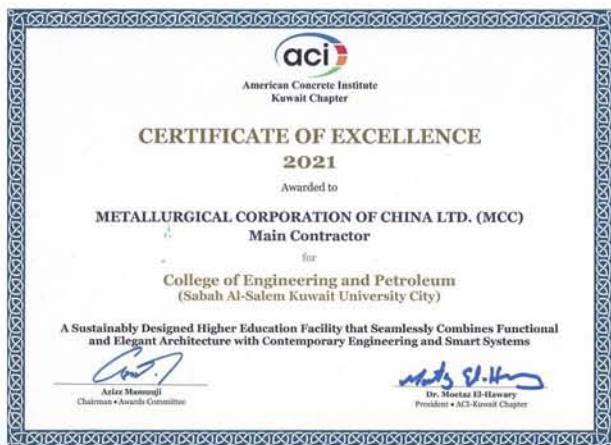 aci
American Concrete Institute
Kuwait Chapter
CERTIFICATE OF EXCELLENCE
2021
Awarded to
METALLURGICAL CORPORATION OF CHINA LTD. (MCC)
Main Contractor
for
College of Engineering and Petroleum
(Sabah Al-Salem Kuwait University City)
A Sustainably Designed Higher Education Facility that Seamlessly Combines Functional
and Elegant Architecture with Contemporary Engineering and Smart Systems
Aziz Mamuji
Chairman • Awards Committee
Dr. Moetaz El-Hawary
President • ACI-Kuwait Chapter